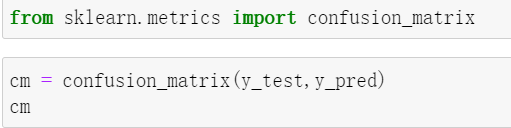 from sklearn.metrics import confusion_matrix
cm = confusion_matrix(y_test,y_pred)
cm